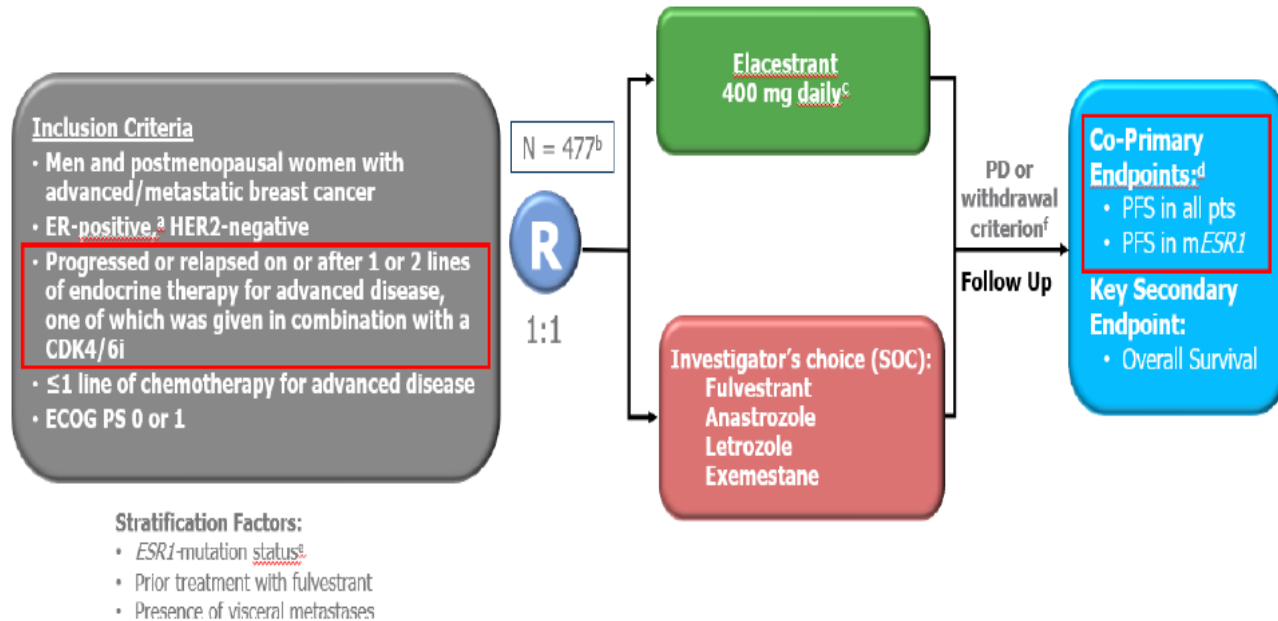 Inclusion Criteria
• Men and postmenopausal women with
advanced/metastatic breast cancer
• ER-positive,ᵃ HER2-negative
• Progressed or relapsed on or after 1 or 2 lines
of endocrine therapy for advanced disease,
one of which was given in combination with a
CDK4/6i
• ≤1 line of chemotherapy for advanced disease
• ECOG PS 0 or 1
Stratification Factors:
• ESR1-mutation statusᵉ
• Prior treatment with fulvestrant
• Presence of visceral metastases
N = 477ᵇ
R
1:1
Elacestrant
400 mg dailyᶜ
Investigator's choice (SOC):
Fulvestrant
Anastrozole
Letrozole
Exemestane
PD or
withdrawal
criterionᶠ
Follow Up
Co-Primary
Endpoints:ᵈ
• PFS in all pts
• PFS in mESR1
Key Secondary
Endpoint:
• Overall Survival